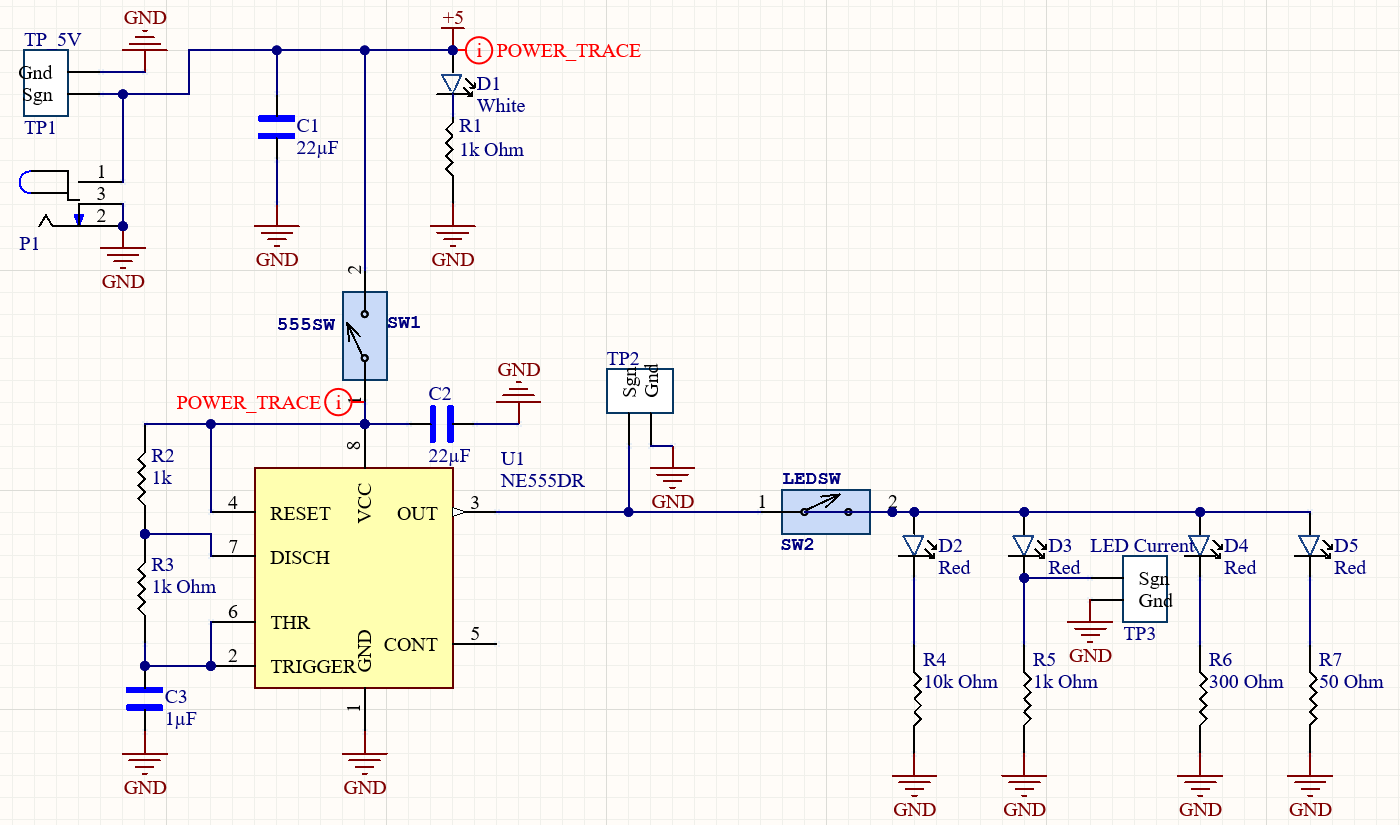 GND
TP 5V
Gnd
Sgn
TP1
+5
POWER_TRACE
D1
White
R1
1k Ohm
C1
22µF
1
3
2
P1
GND
GND
GND
2
555SW
SW1
1
POWER_TRACE
C2
22µF
GND
TP2
Sgn
Gnd
GND
R2
1k
R3
1k Ohm
C3
1µF
GND
U1
NE555DR
8
VCC
4
RESET
OUT
3
7
DISCH
6
THR
CONT
5
2
TRIGGER
GND
1
GND
LEDSW
1
2
SW2
D2
Red
D3
Red
LED Current
Sgn
Gnd
TP3
GND
D4
Red
D5
Red
R4
10k Ohm
R5
1k Ohm
R6
300 Ohm
R7
50 Ohm
GND
GND
GND
GND